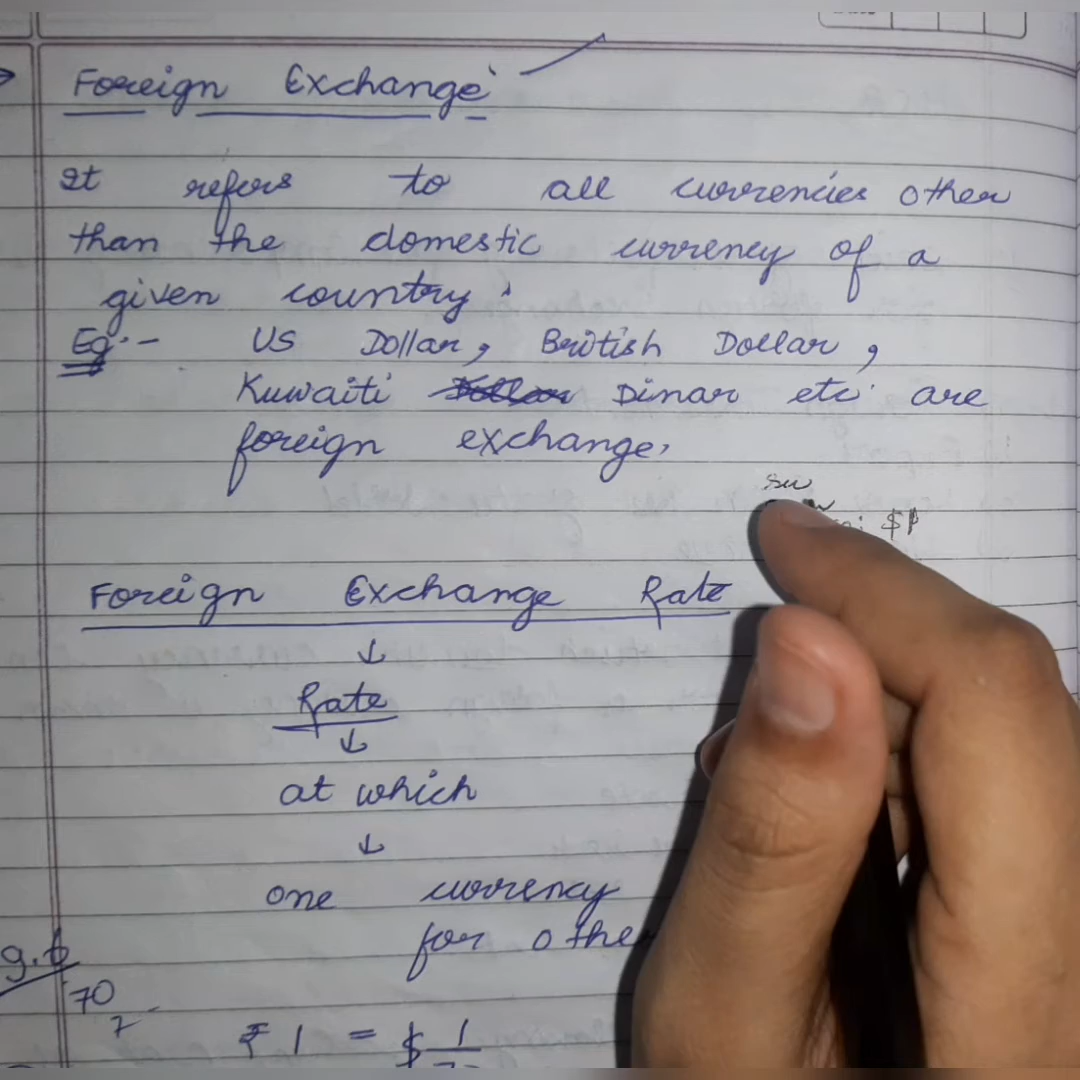 Foreign Exchange
It refers to all currencies other
than the domestic currency of a
given country.
Eg:- US Dollar, British Dollar,
Kuwaiti Dinar etc are
foreign exchange.
Foreign Exchange Rate
↓
Rate
↓
at which
↓
one currency
for other
70
₹ 1 = $ 1